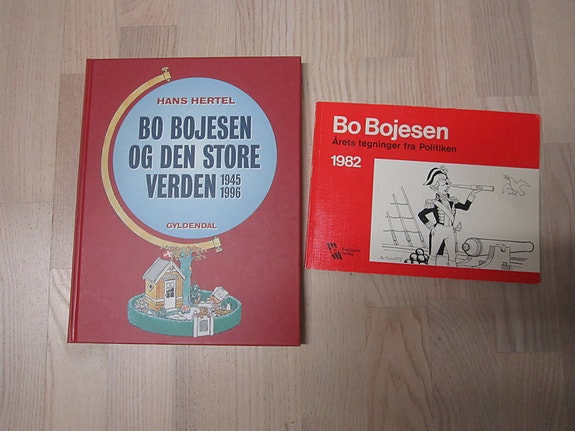 HANS HERTEL
BO BOJESEN
OG DEN STORE
VERDEN 1945
1996
GYLDENDAL
Bo Bojesen
Årets tegninger fra Politiken
1982